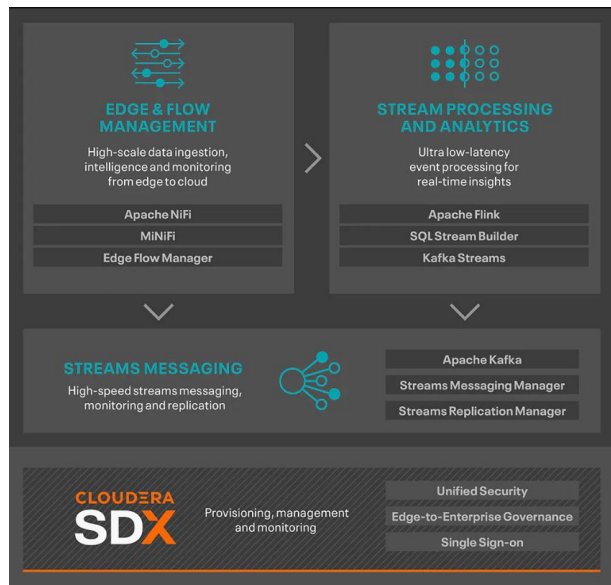 EDGE & FLOW
MANAGEMENT
High-scale data ingestion,
intelligence and monitoring
from edge to cloud
Apache NiFi
MiNiFi
Edge Flow Manager
STREAM PROCESSING
AND ANALYTICS
Ultra low-latency
event processing for
real-time insights
Apache Flink
SQL Stream Builder
Kafka Streams
STREAMS MESSAGING
High-speed streams messaging,
monitoring and replication
Apache Kafka
Streams Messaging Manager
Streams Replication Manager
CLOUDERA
SDX
Provisioning, management
and monitoring
Unified Security
Edge-to-Enterprise Governance
Single Sign-on